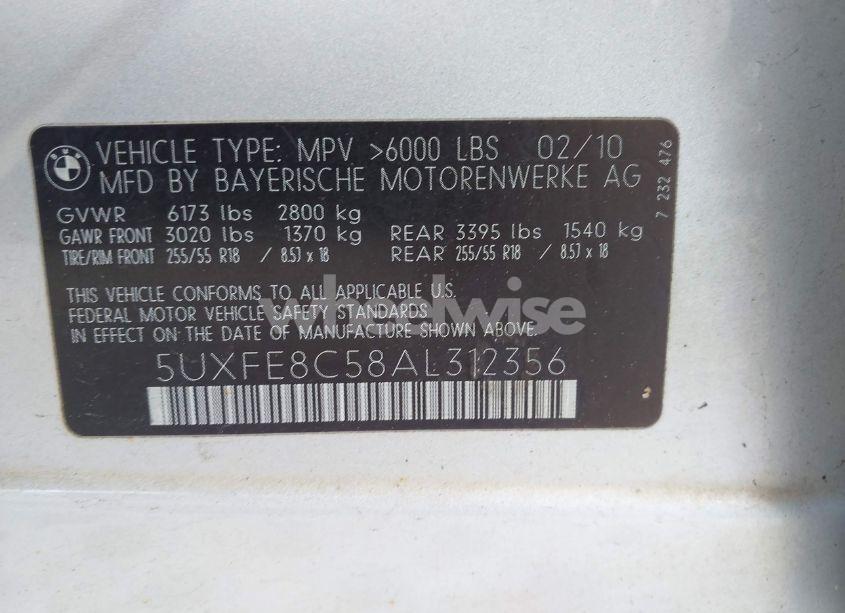 BMW
VEHICLE TYPE: MPV >6000 LBS 02/10
MFD BY BAYERISCHE MOTORENWERKE AG
7 232 476
GVWR 6173 lbs 2800 kg
GAWR FRONT 3020 lbs 1370 kg REAR 3395 lbs 1540 kg
TIRE/RIM FRONT 255/55 R18 / 8.5J x 18 REAR 255/55 R18 / 8.5J x 18
THIS VEHICLE CONFORMS TO ALL APPLICABLE U.S.
FEDERAL MOTOR VEHICLE SAFETY STANDARDS
IN EFFECT ON THE DATE OF MANUFACTURE SHOWN ABOVE.
wheelwise
5UXFE8C58AL312356